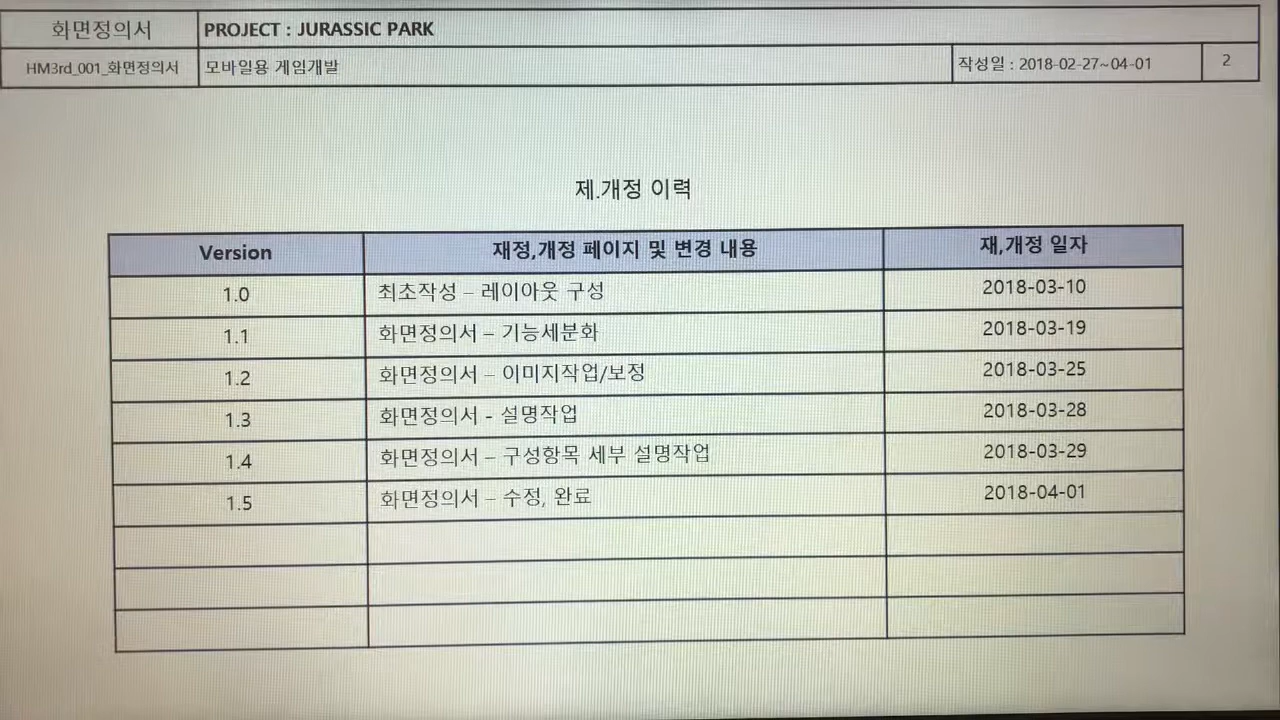 화면정의서 PROJECT : JURASSIC PARK
HM3rd_001_화면정의서 모바일용 게임개발 작성일 : 2018-02-27~04-01 2
제.개정 이력
Version 재정,개정 페이지 및 변경 내용 재,개정 일자
1.0 최초작성 – 레이아웃 구성 2018-03-10
1.1 화면정의서 – 기능세분화 2018-03-19
1.2 화면정의서 – 이미지작업/보정 2018-03-25
1.3 화면정의서 - 설명작업 2018-03-28
1.4 화면정의서 – 구성항목 세부 설명작업 2018-03-29
1.5 화면정의서 – 수정, 완료 2018-04-01